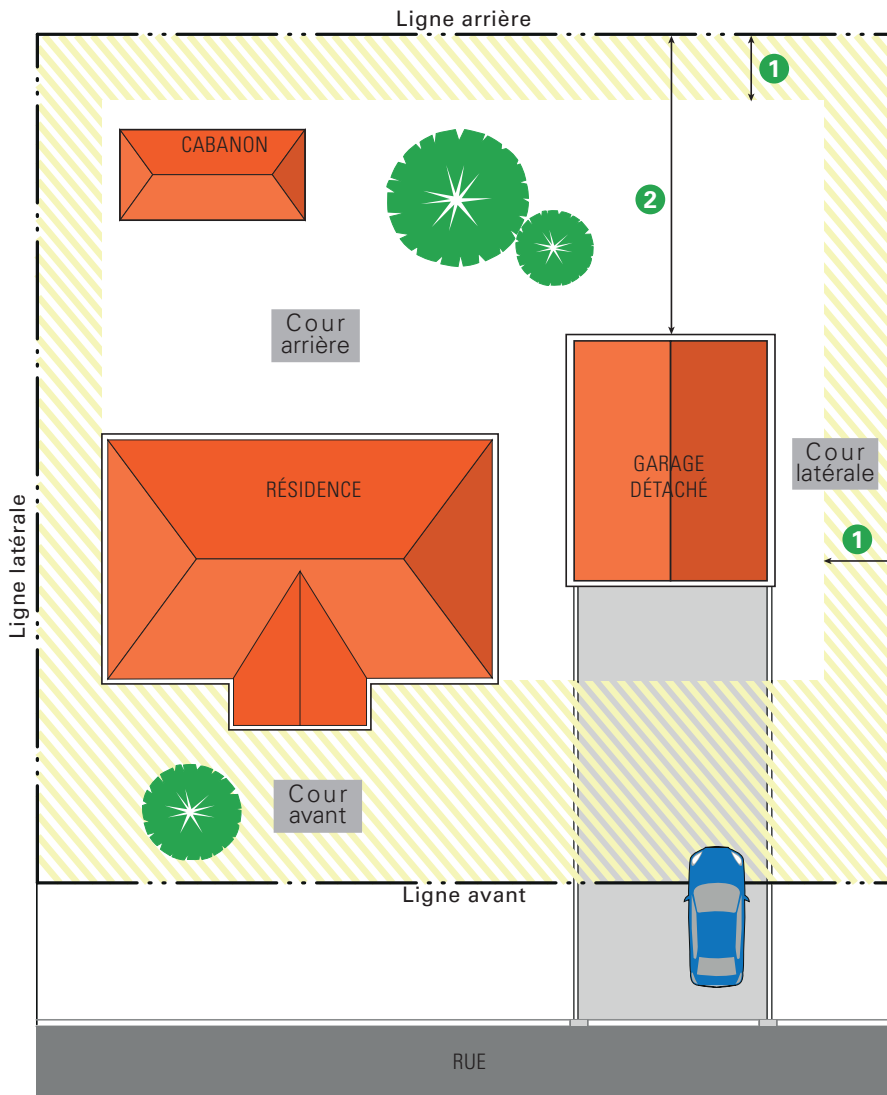 Ligne arrière
1
CABANON
2
Cour
arrière
Cour
latérale
GARAGE
DÉTACHÉ
RÉSIDENCE
1
Ligne latérale
Cour
avant
Ligne avant
RUE